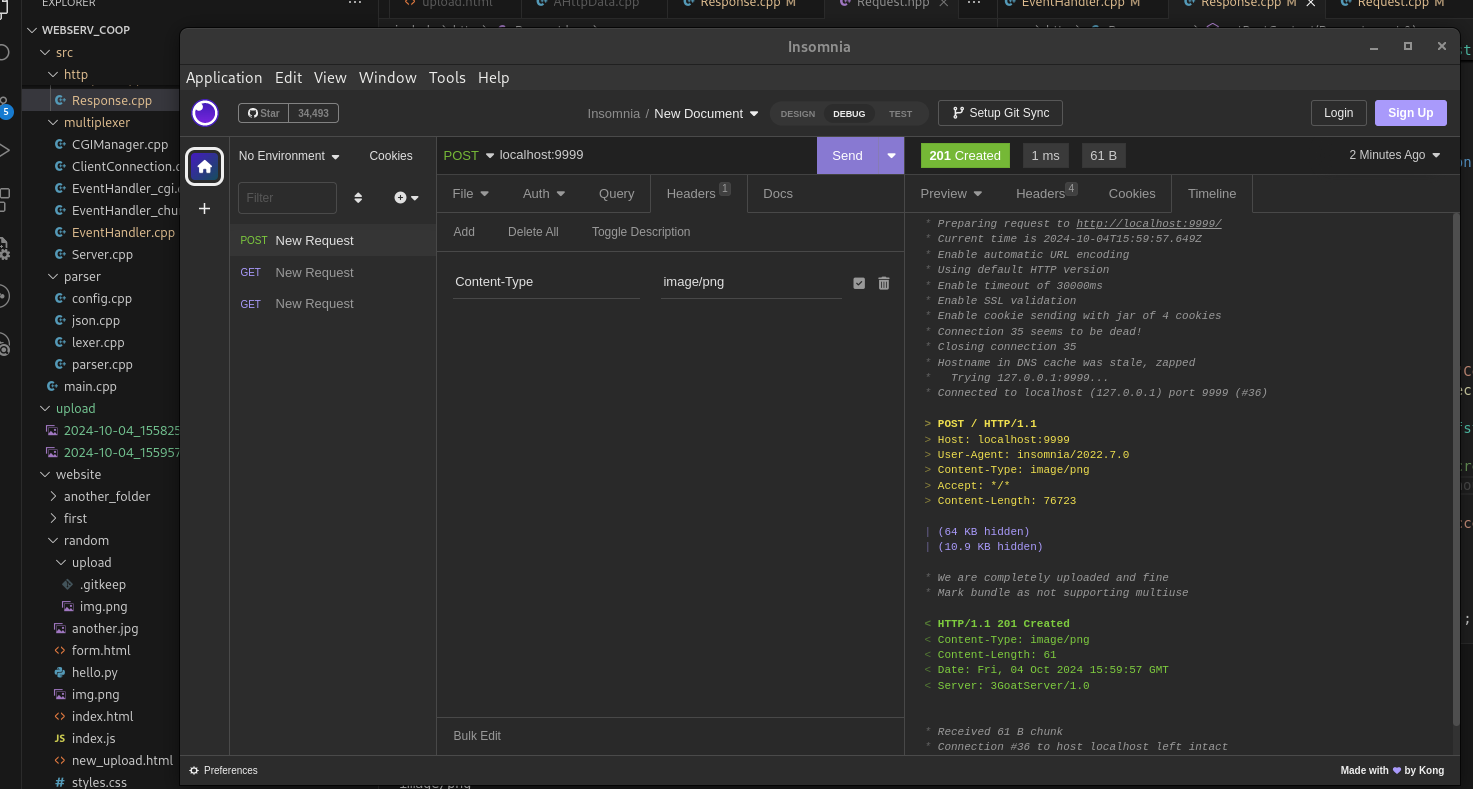 EXPLORER
upload.html
AHttpData.cpp
Response.cpp M
Request.hpp
EventHandler.cpp M
Response.cpp M
Request.cpp M
WEBSERV_COOP
src
http
Response.cpp
multiplexer
CGIManager.cpp
ClientConnection.c
EventHandler_cgi.c
EventHandler_chu
EventHandler.cpp
Server.cpp
parser
config.cpp
json.cpp
lexer.cpp
parser.cpp
main.cpp
upload
2024-10-04_155825
2024-10-04_155957
website
another_folder
first
random
upload
.gitkeep
img.png
another.jpg
form.html
hello.py
img.png
index.html
index.js
new_upload.html
styles.css
5
JS
#
Insomnia
Application Edit View Window Tools Help
Star 34,493
Insomnia / New Document
DESIGN DEBUG TEST
Setup Git Sync
Login
Sign Up
No Environment
Cookies
Filter
POST New Request
GET New Request
GET New Request
POST localhost:9999
Send
File Auth Query Headers 1 Docs
Add Delete All Toggle Description
Content-Type image/png
Bulk Edit
201 Created 1 ms 61 B
2 Minutes Ago
Preview Headers 4 Cookies Timeline
* Preparing request to http://localhost:9999/
* Current time is 2024-10-04T15:59:57.649Z
* Enable automatic URL encoding
* Using default HTTP version
* Enable timeout of 30000ms
* Enable SSL validation
* Enable cookie sending with jar of 4 cookies
* Connection 35 seems to be dead!
* Closing connection 35
* Hostname in DNS cache was stale, zapped
* Trying 127.0.0.1:9999...
* Connected to localhost (127.0.0.1) port 9999 (#36)
> POST / HTTP/1.1
> Host: localhost:9999
> User-Agent: insomnia/2022.7.0
> Content-Type: image/png
> Accept: */*
> Content-Length: 76723
| (64 KB hidden)
| (10.9 KB hidden)
* We are completely uploaded and fine
* Mark bundle as not supporting multiuse
< HTTP/1.1 201 Created
< Content-Type: image/png
< Content-Length: 61
< Date: Fri, 04 Oct 2024 15:59:57 GMT
< Server: 3GoatServer/1.0
* Received 61 B chunk
* Connection #36 to host localhost left intact
Preferences
Made with by Kong
image/png